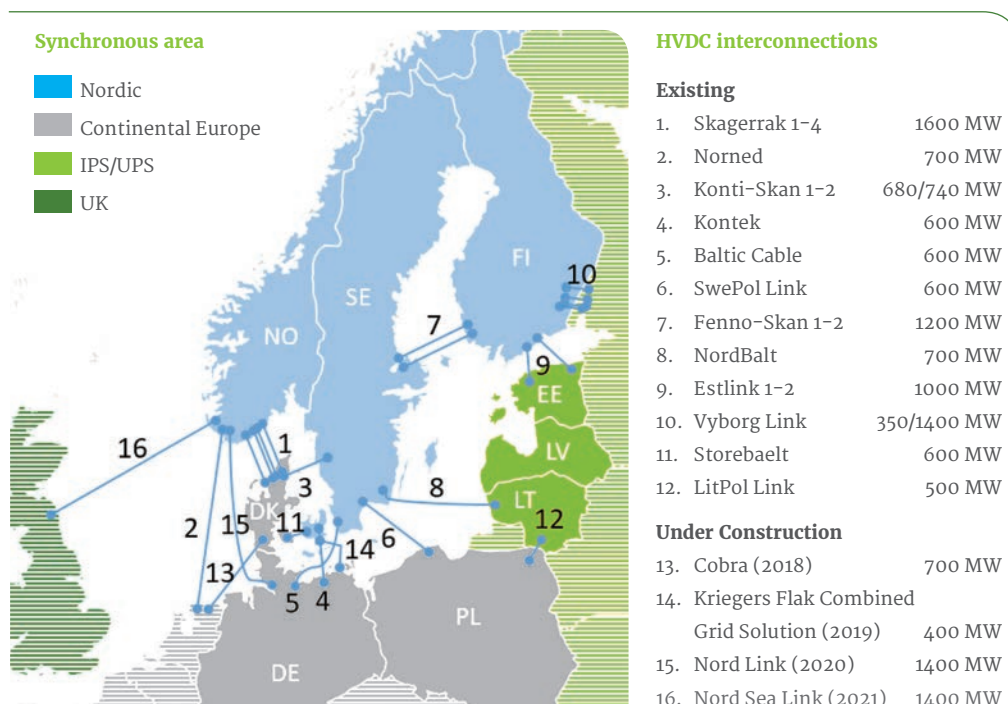 Synchronous area
Nordic
Continental Europe
IPS/UPS
UK
FI
10
SE
7
NO
9
EE
16
1
LV
3
8
DK
LT
2
15
11
12
14
6
13
5
4
PL
DE
HVDC interconnections
Existing
1. Skagerrak 1-4 1600 MW
2. Norned 700 MW
3. Konti-Skan 1-2 680/740 MW
4. Kontek 600 MW
5. Baltic Cable 600 MW
6. SwePol Link 600 MW
7. Fenno-Skan 1-2 1200 MW
8. NordBalt 700 MW
9. Estlink 1-2 1000 MW
10. Vyborg Link 350/1400 MW
11. Storebaelt 600 MW
12. LitPol Link 500 MW
Under Construction
13. Cobra (2018) 700 MW
14. Kriegers Flak Combined
Grid Solution (2019) 400 MW
15. Nord Link (2020) 1400 MW
16. Nord Sea Link (2021) 1400 MW